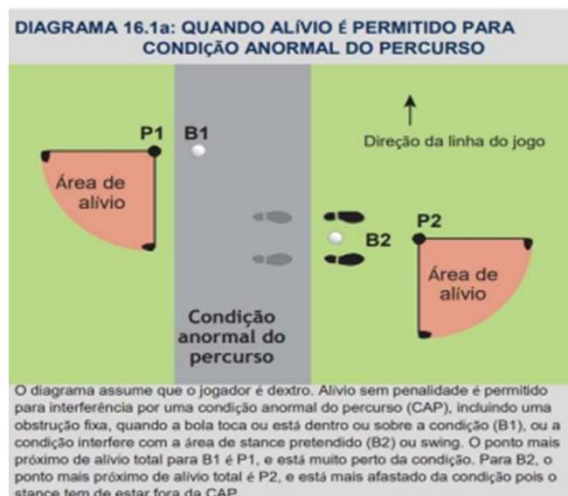 DIAGRAMA 16.1a: QUANDO ALÍVIO É PERMITIDO PARA
CONDIÇÃO ANORMAL DO PERCURSO
P1 B1
Direção da linha do jogo
Área de
alívio
B2
P2
Área de
alívio
Condição
anormal do
percurso
O diagrama assume que o jogador é dextro. Alívio sem penalidade é permitido
para interferência por uma condição anormal do percurso (CAP), incluindo uma
obstrução fixa, quando a bola toca ou está dentro ou sobre a condição (B1), ou a
condição interfere com a área de stance pretendido (B2) ou swing. O ponto mais
próximo de alívio total para B1 é P1, e está muito perto da condição. Para B2, o
ponto mais próximo de alívio total é P2, e está mais afastado da condição pois o
stance tem de estar fora da CAP